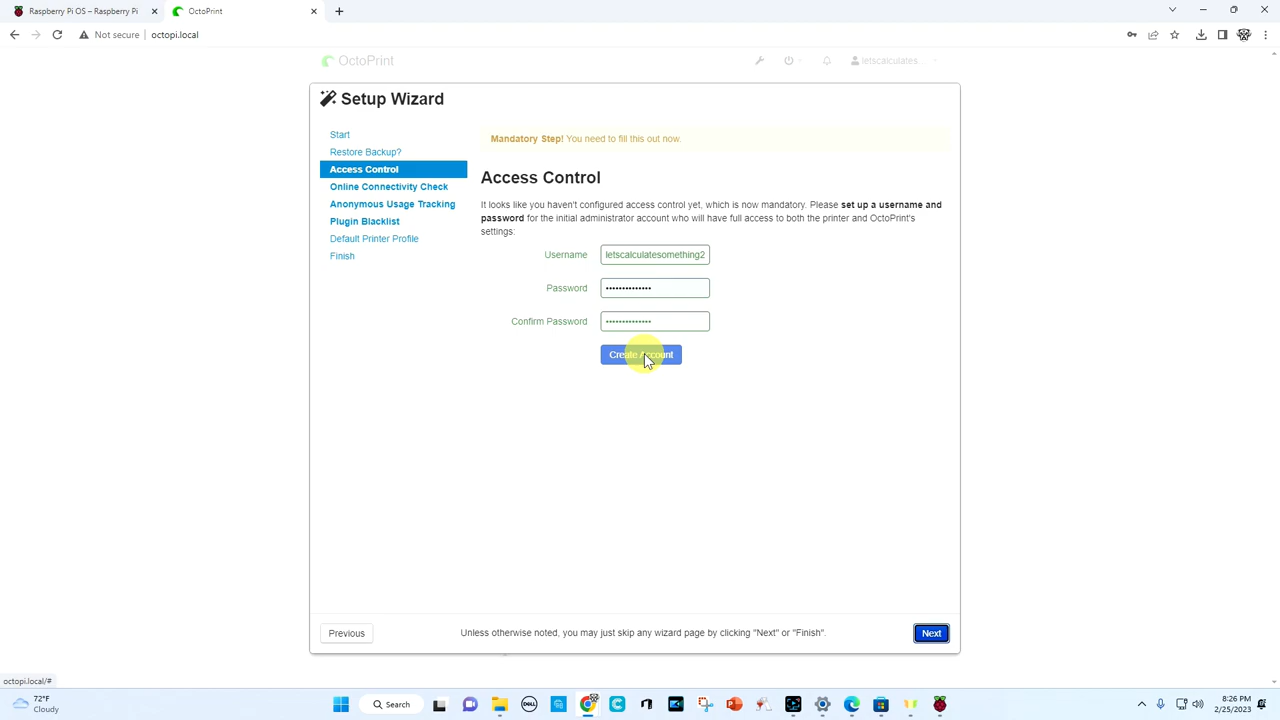 Raspberry Pi OS – Raspberry Pi
OctoPrint
Not secure
octopi.local
OctoPrint
letscalculates...
Setup Wizard
Start
Restore Backup?
Access Control
Online Connectivity Check
Anonymous Usage Tracking
Plugin Blacklist
Default Printer Profile
Finish
Mandatory Step! You need to fill this out now.
Access Control
It looks like you haven't configured access control yet, which is now mandatory. Please set up a username and
password for the initial administrator account who will have full access to both the printer and OctoPrint's
settings:
Username
letscalculatesomething2
Password
••••••••••••••
Confirm Password
••••••••••••••
Create Account
Previous
Unless otherwise noted, you may just skip any wizard page by clicking "Next" or "Finish".
Next
octopi.local/#
72°F
Cloudy
Search
DELL
8:26 PM
2/25/2023